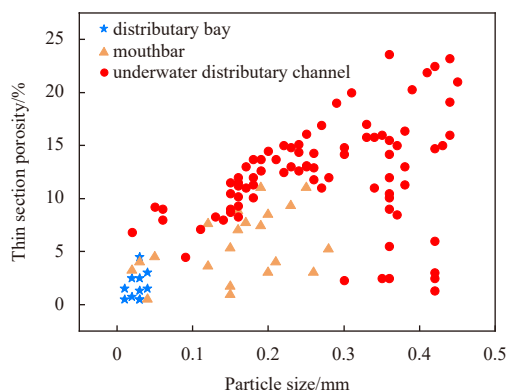 distributary bay
mouthbar
underwater distributary channel
25
20
15
10
5
0
Thin section porosity/%
0
0.1
0.2
0.3
0.4
0.5
Particle size/mm